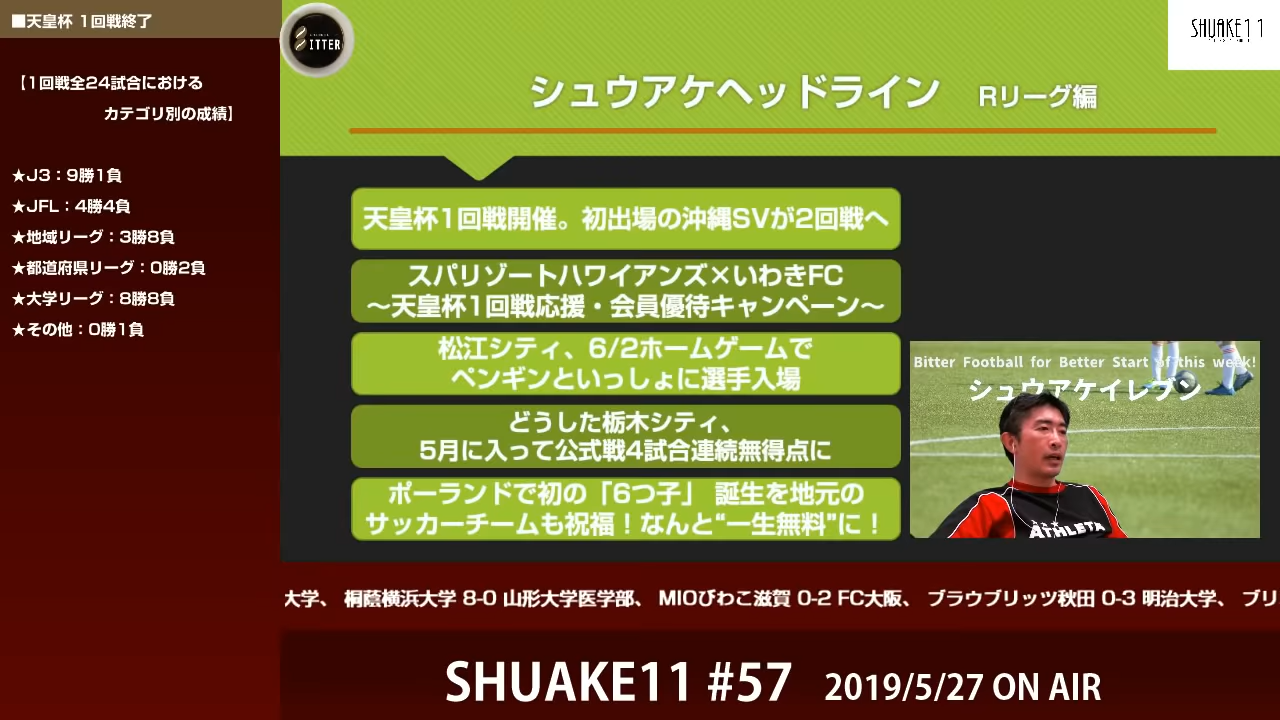 ■天皇杯 1回戦終了
【1回戦全24試合における
カテゴリ別の成績】
★J3：9勝1負
★JFL：4勝4負
★地域リーグ：3勝8負
★都道府県リーグ：0勝2負
★大学リーグ：8勝8負
★その他：0勝1負
BITTER
SHUAKE11
シュウアケヘッドライン Rリーグ編
天皇杯1回戦開催。初出場の沖縄SVが2回戦へ
スパリゾートハワイアンズ×いわきFC
～天皇杯1回戦応援・会員優待キャンペーン～
松江シティ、6/2ホームゲームで
ペンギンといっしょに選手入場
どうした栃木シティ、
5月に入って公式戦4試合連続無得点に
ポーランドで初の「6つ子」 誕生を地元の
サッカーチームも祝福！なんと“一生無料”に！
Bitter Football for Better Start of this week!
シュウアケイレブン
ATHLETA
大学、 桐蔭横浜大学 8-0 山形大学医学部、 MIOびわこ滋賀 0-2 FC大阪、 ブラウブリッツ秋田 0-3 明治大学、 ブリ
SHUAKE11 #57 2019/5/27 ON AIR